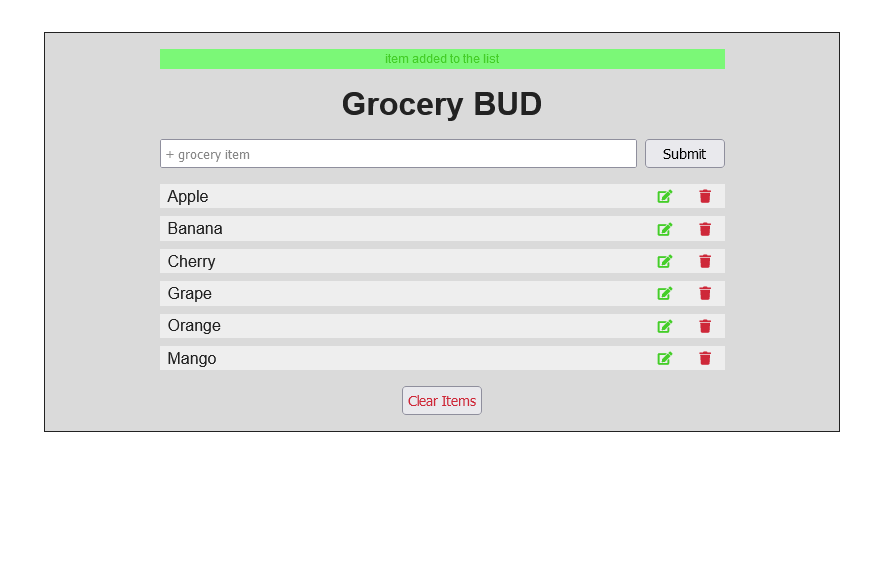 item added to the list
Grocery BUD
+ grocery item
Submit
Apple
Banana
Cherry
Grape
Orange
Mango
Clear Items